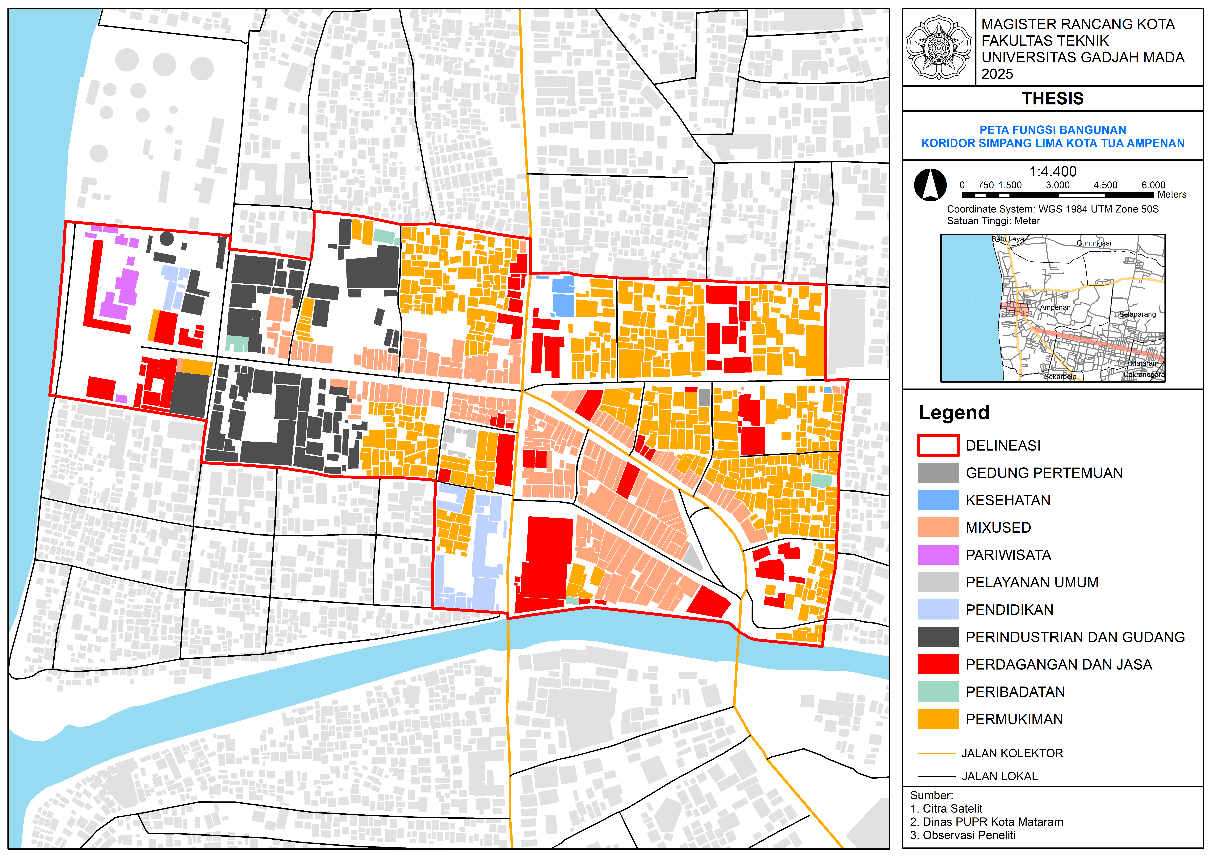 MAGISTER RANCANG KOTA
FAKULTAS TEKNIK
UNIVERSITAS GADJAH MADA
2025
THESIS
PETA FUNGSI BANGUNAN
KORIDOR SIMPANG LIMA KOTA TUA AMPENAN
1:4.400
0 750 1.500 3.000 4.500 6.000
Meters
Coordinate System: WGS 1984 UTM Zone 50S
Satuan Tinggi: Meter
Gunungsari
Ampenan
Selaparang
Legend
DELINEASI
GEDUNG PERTEMUAN
KESEHATAN
MIXUSED
PARIWISATA
PELAYANAN UMUM
PENDIDIKAN
PERINDUSTRIAN DAN GUDANG
PERDAGANGAN DAN JASA
PERIBADATAN
PERMUKIMAN
JALAN KOLEKTOR
JALAN LOKAL
Sumber:
1. Citra Satelit
2. Dinas PUPR Kota Mataram
3. Observasi Peneliti